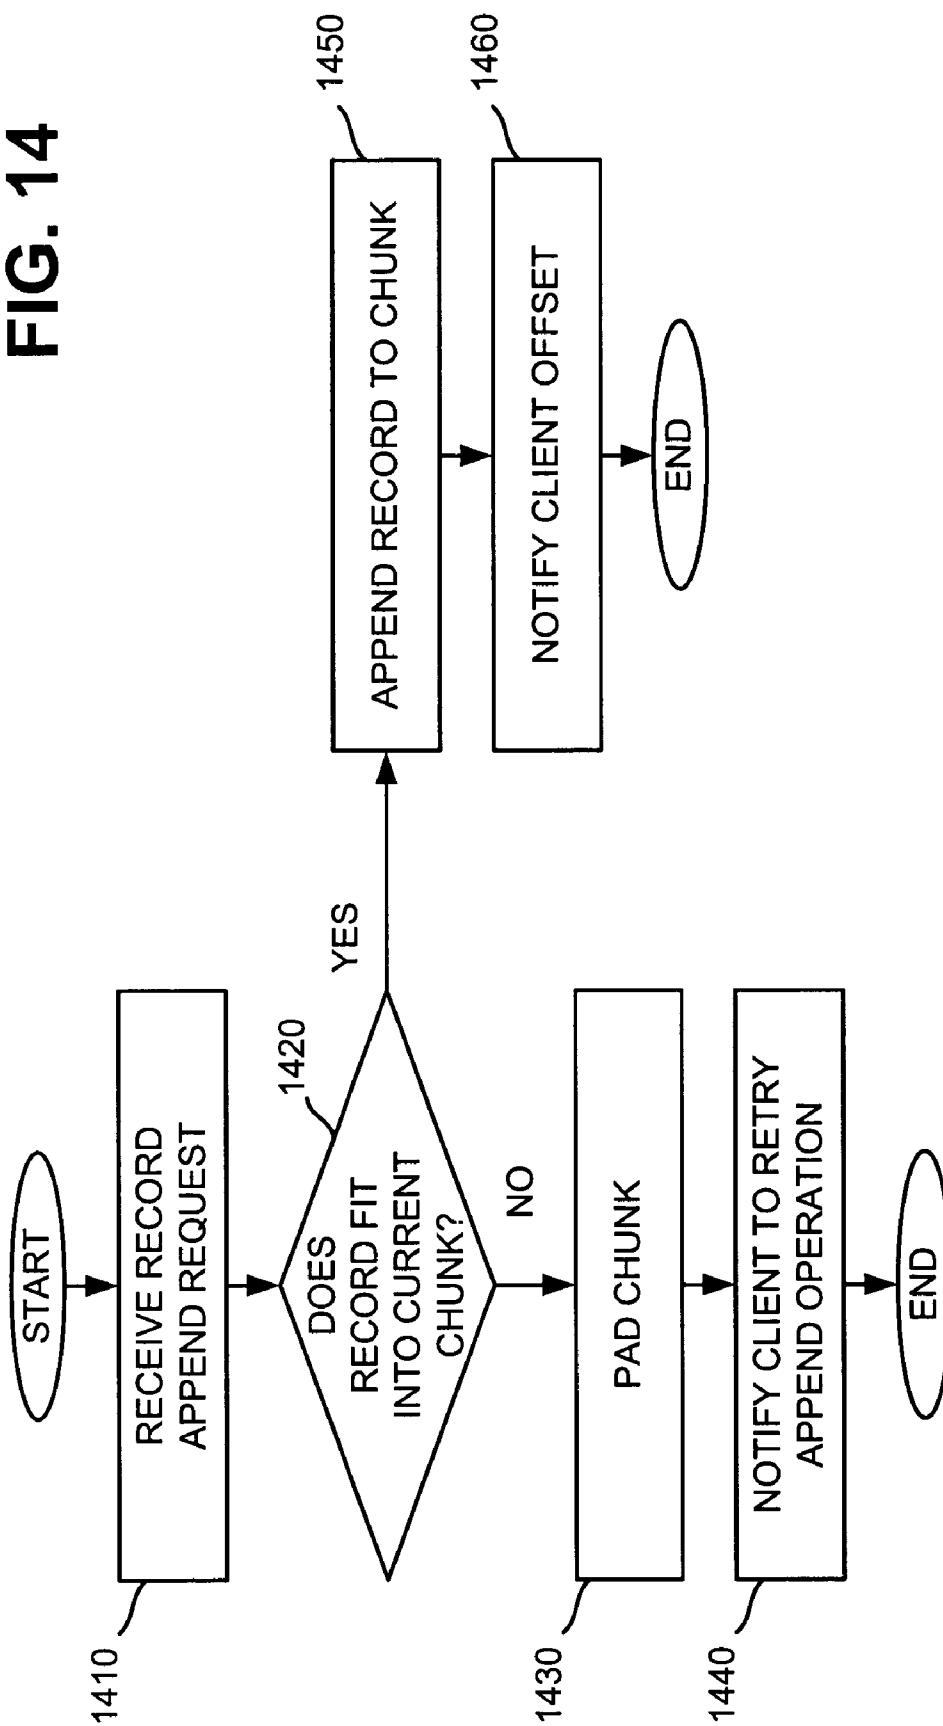 FIG. 14
START
RECEIVE RECORD
APPEND REQUEST
1410
DOES
RECORD FIT
INTO CURRENT
CHUNK?
1420
YES
NO
PAD CHUNK
1430
NOTIFY CLIENT TO RETRY
APPEND OPERATION
1440
END
APPEND RECORD TO CHUNK
1450
NOTIFY CLIENT OFFSET
1460
END